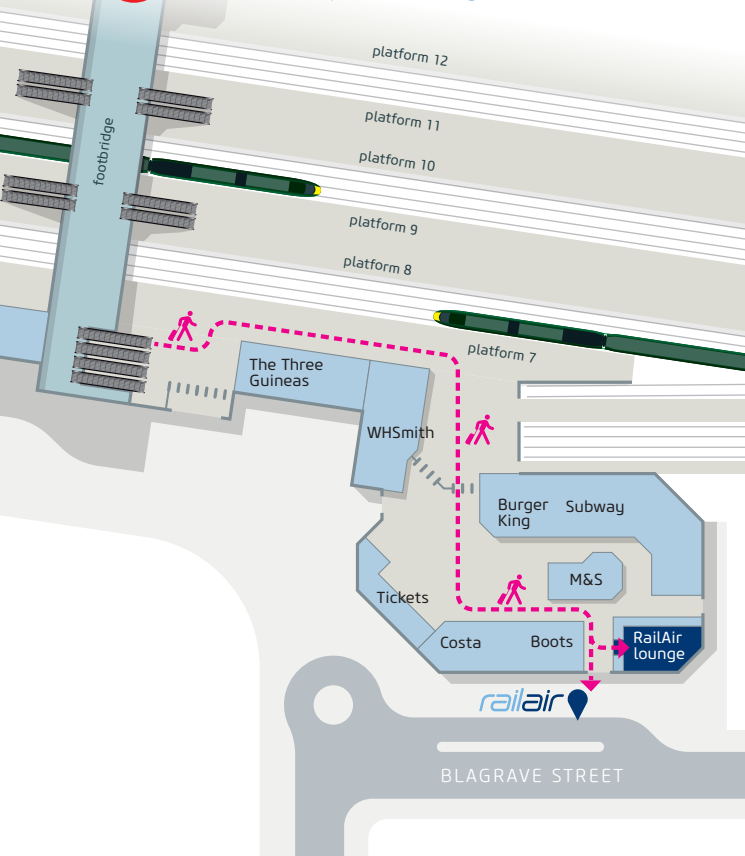 platform 12
platform 11
footbridge
platform 10
platform 9
platform 8
platform 7
The Three
Guineas
WHSmith
Burger
King
Subway
M&S
Tickets
Costa
Boots
RailAir
lounge
railair
BLAGRAVE STREET